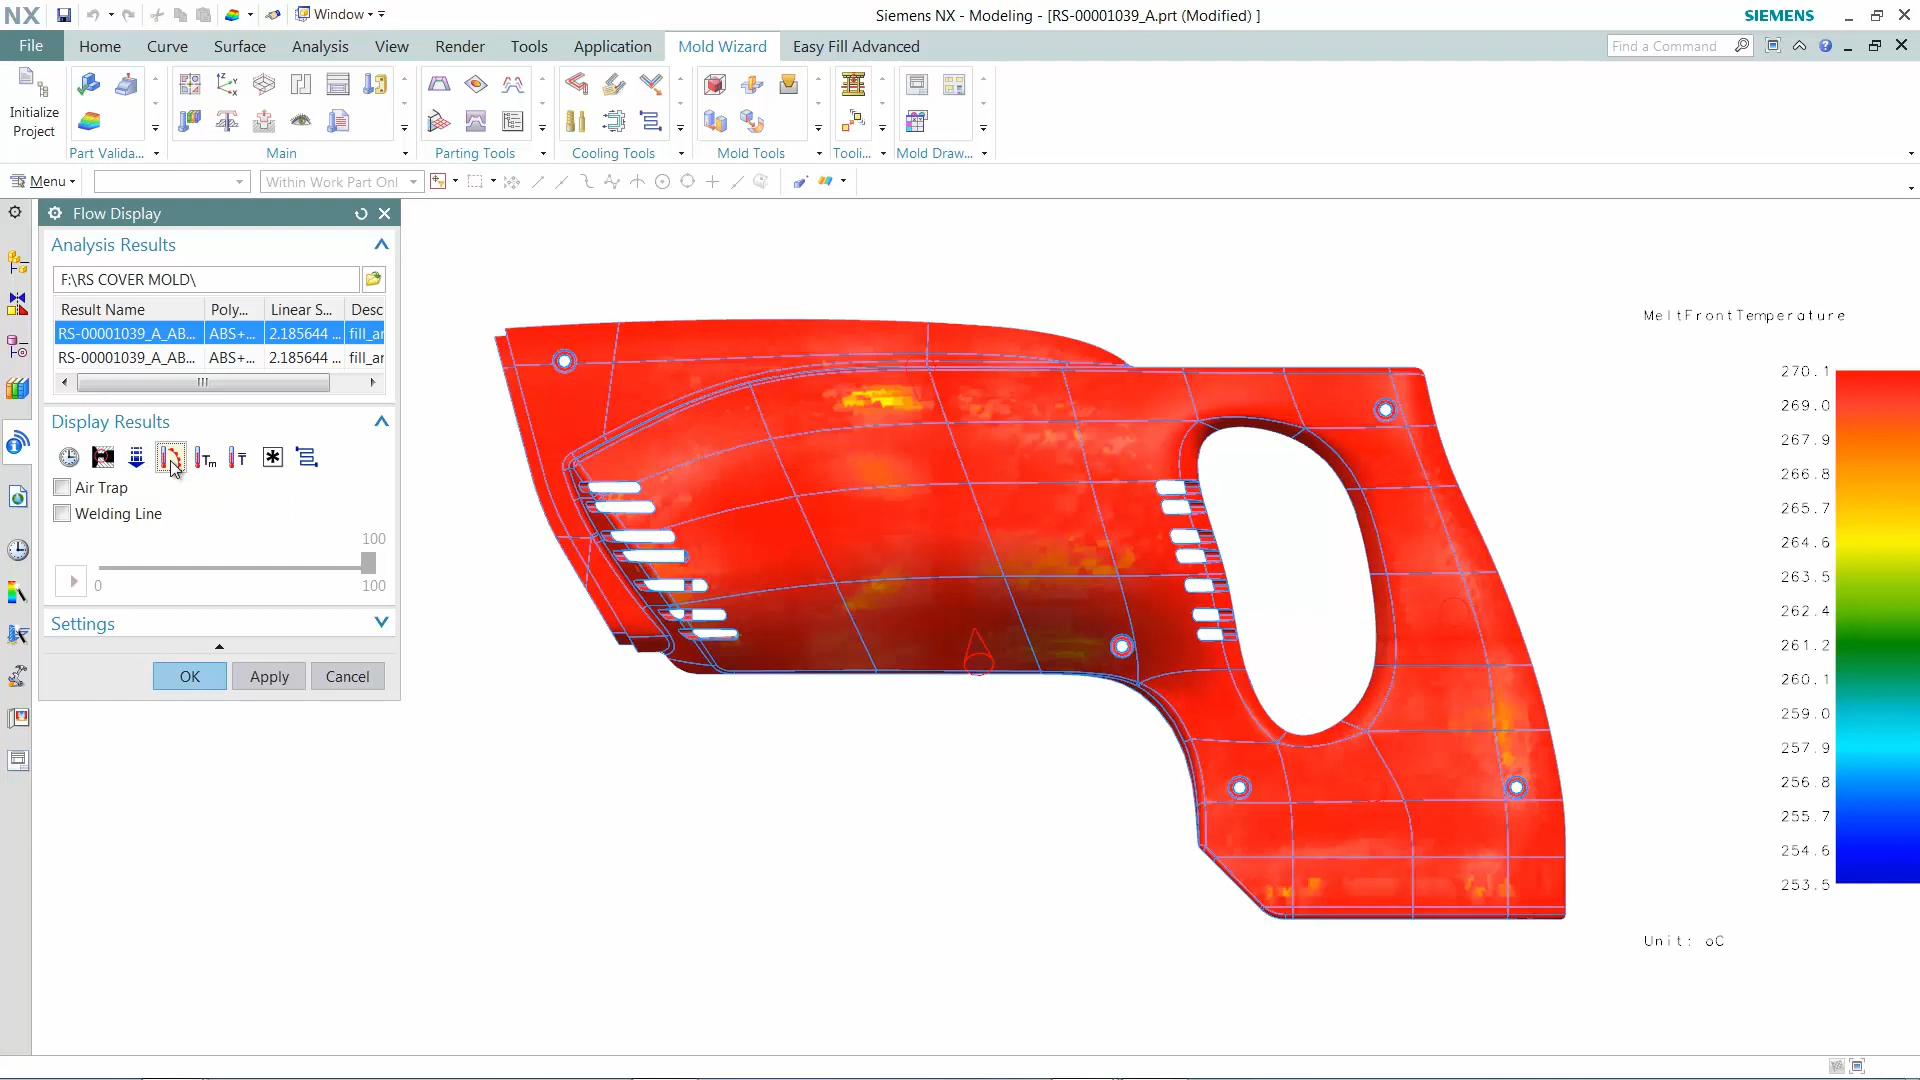 NX Window Siemens NX - Modeling - [RS-00001039_A.prt (Modified) ] SIEMENS
File Home Curve Surface Analysis View Render Tools Application Mold Wizard Easy Fill Advanced Find a Command
Initialize
Project
Part Valida... Main Parting Tools Cooling Tools Mold Tools Tooli... Mold Draw...
Menu Within Work Part Onl
Flow Display
Analysis Results
F:\RS COVER MOLD\
Result Name Poly... Linear S... Desc
RS-00001039_A_AB... ABS+... 2.185644 ... fill_ar
RS-00001039_A_AB... ABS+... 2.185644 ... fill_ar
Display Results
Tm T
Air Trap
Welding Line
100
0 100
Settings
OK Apply Cancel
MeltFrontTemperature
270.1
269.0
267.9
266.8
265.7
264.6
263.5
262.4
261.2
260.1
259.0
257.9
256.8
255.7
254.6
253.5
Unit: oC